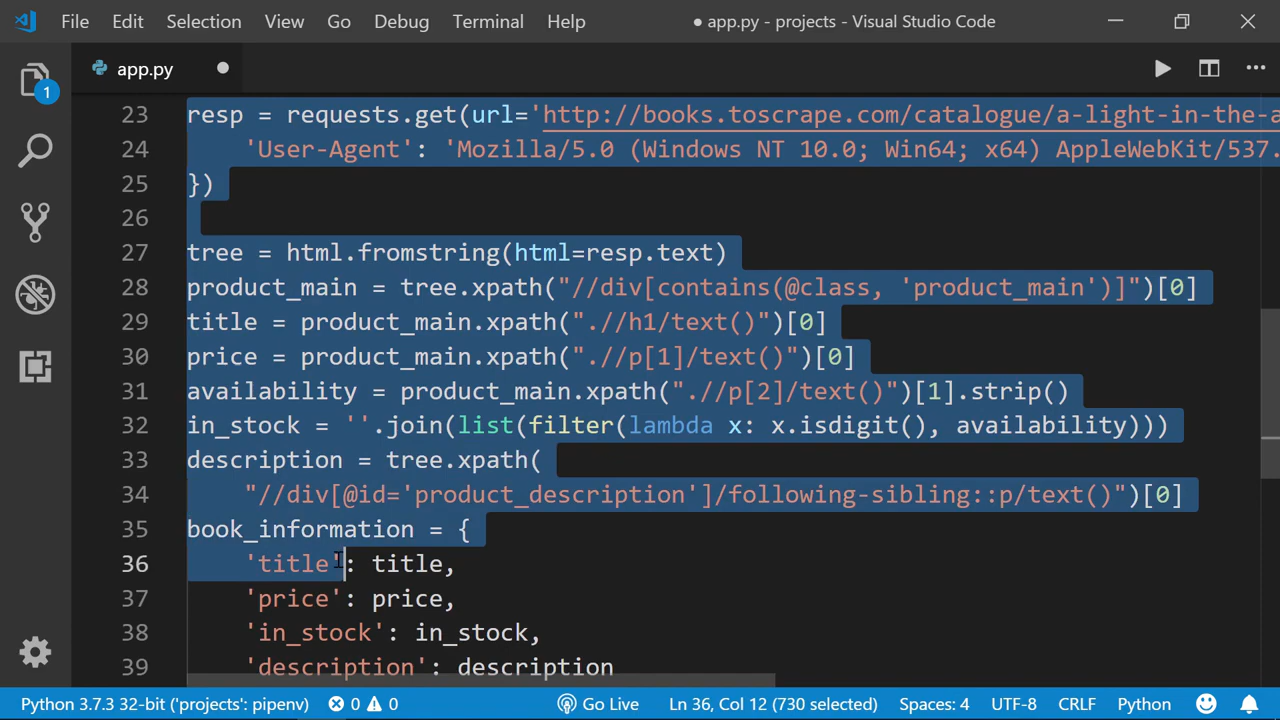 File Edit Selection View Go Debug Terminal Help ● app.py - projects - Visual Studio Code
app.py
1
23 resp = requests.get(url='http://books.toscrape.com/catalogue/a-light-in-the-a
24 'User-Agent': 'Mozilla/5.0 (Windows NT 10.0; Win64; x64) AppleWebKit/537.
25 })
26
27 tree = html.fromstring(html=resp.text)
28 product_main = tree.xpath("//div[contains(@class, 'product_main')]")[0]
29 title = product_main.xpath(".//h1/text()")[0]
30 price = product_main.xpath(".//p[1]/text()")[0]
31 availability = product_main.xpath(".//p[2]/text()")[1].strip()
32 in_stock = ''.join(list(filter(lambda x: x.isdigit(), availability)))
33 description = tree.xpath(
34 "//div[@id='product_description']/following-sibling::p/text()")[0]
35 book_information = {
36 'title': title,
37 'price': price,
38 'in_stock': in_stock,
39 'description': description
Python 3.7.3 32-bit ('projects': pipenv) 0 0 Go Live Ln 36, Col 12 (730 selected) Spaces: 4 UTF-8 CRLF Python